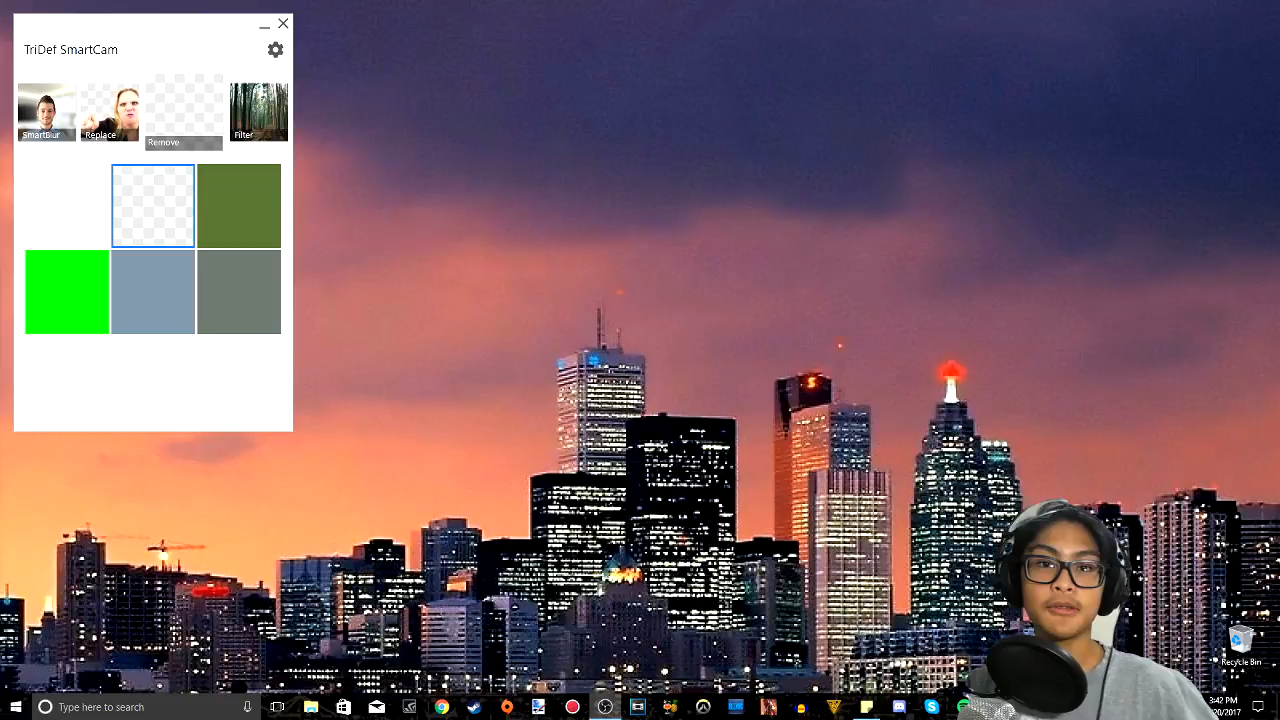 TriDef SmartCam
SmartBlur
Replace
Remove
Filter
Recycle Bin
Type here to search
3:42 PM